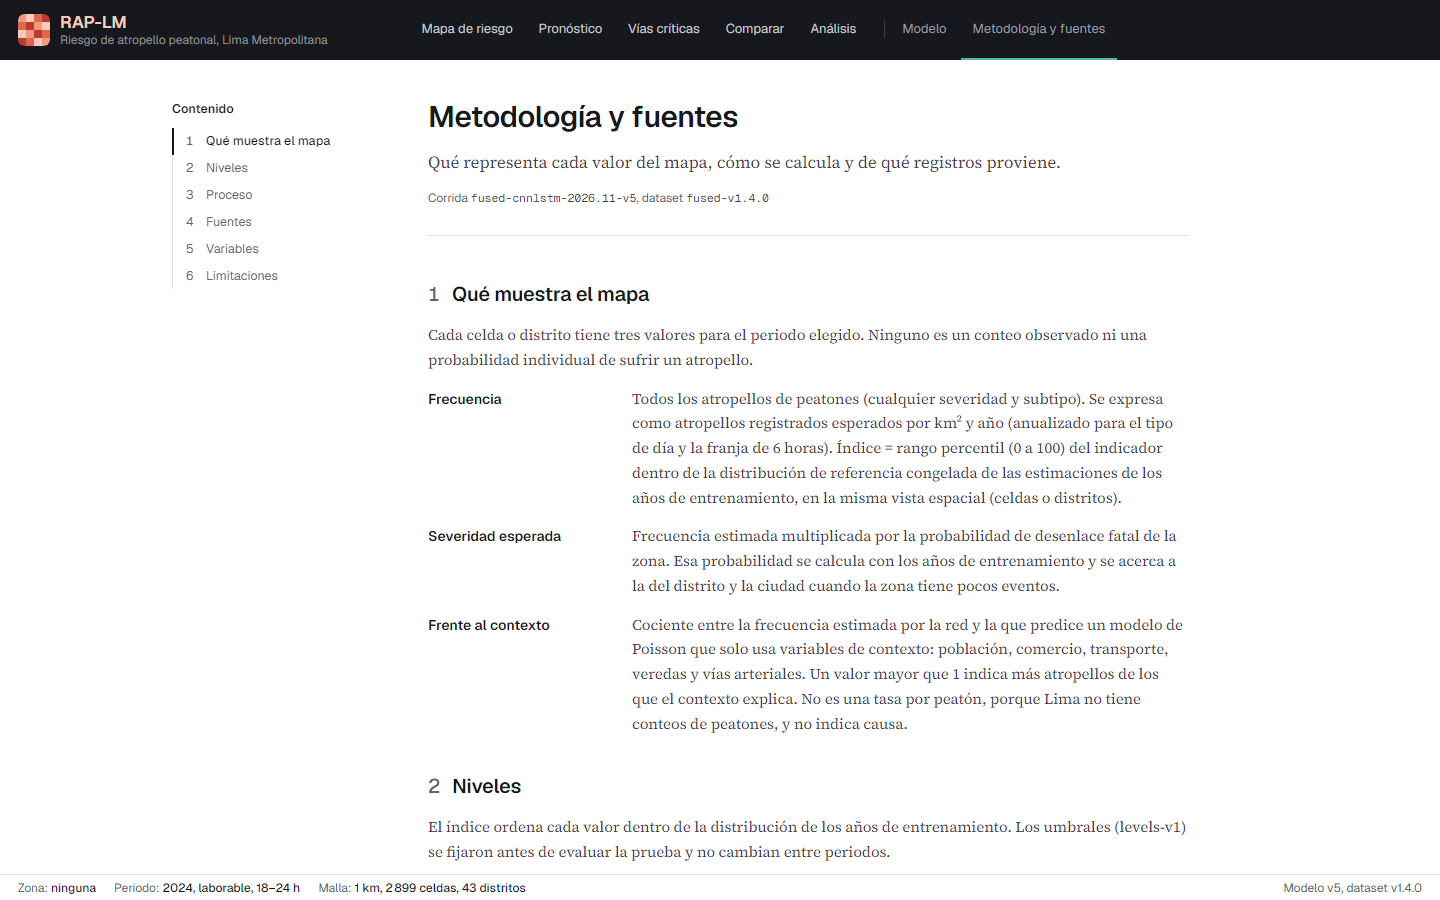 RAP-LM
Riesgo de atropello peatonal, Lima Metropolitana
Mapa de riesgo
Pronóstico
Vías críticas
Comparar
Análisis
Modelo
Metodología y fuentes
Contenido
1 Qué muestra el mapa
2 Niveles
3 Proceso
4 Fuentes
5 Variables
6 Limitaciones
Metodología y fuentes
Qué representa cada valor del mapa, cómo se calcula y de qué registros proviene.
Corrida fused-cnnlstm-2026.11-v5, dataset fused-v1.4.0
1 Qué muestra el mapa
Cada celda o distrito tiene tres valores para el periodo elegido. Ninguno es un conteo observado ni una
probabilidad individual de sufrir un atropello.
Frecuencia
Todos los atropellos de peatones (cualquier severidad y subtipo). Se expresa
como atropellos registrados esperados por km² y año (anualizado para el tipo
de día y la franja de 6 horas). Índice = rango percentil (0 a 100) del indicador
dentro de la distribución de referencia congelada de las estimaciones de los
años de entrenamiento, en la misma vista espacial (celdas o distritos).
Severidad esperada
Frecuencia estimada multiplicada por la probabilidad de desenlace fatal de la
zona. Esa probabilidad se calcula con los años de entrenamiento y se acerca a
la del distrito y la ciudad cuando la zona tiene pocos eventos.
Frente al contexto
Cociente entre la frecuencia estimada por la red y la que predice un modelo de
Poisson que solo usa variables de contexto: población, comercio, transporte,
veredas y vías arteriales. Un valor mayor que 1 indica más atropellos de los
que el contexto explica. No es una tasa por peatón, porque Lima no tiene
conteos de peatones, y no indica causa.
2 Niveles
El índice ordena cada valor dentro de la distribución de los años de entrenamiento. Los umbrales (levels-v1)
se fijaron antes de evaluar la prueba y no cambian entre periodos.
Zona: ninguna
Periodo: 2024, laborable, 18–24 h
Malla: 1 km, 2 899 celdas, 43 distritos
Modelo v5, dataset v1.4.0